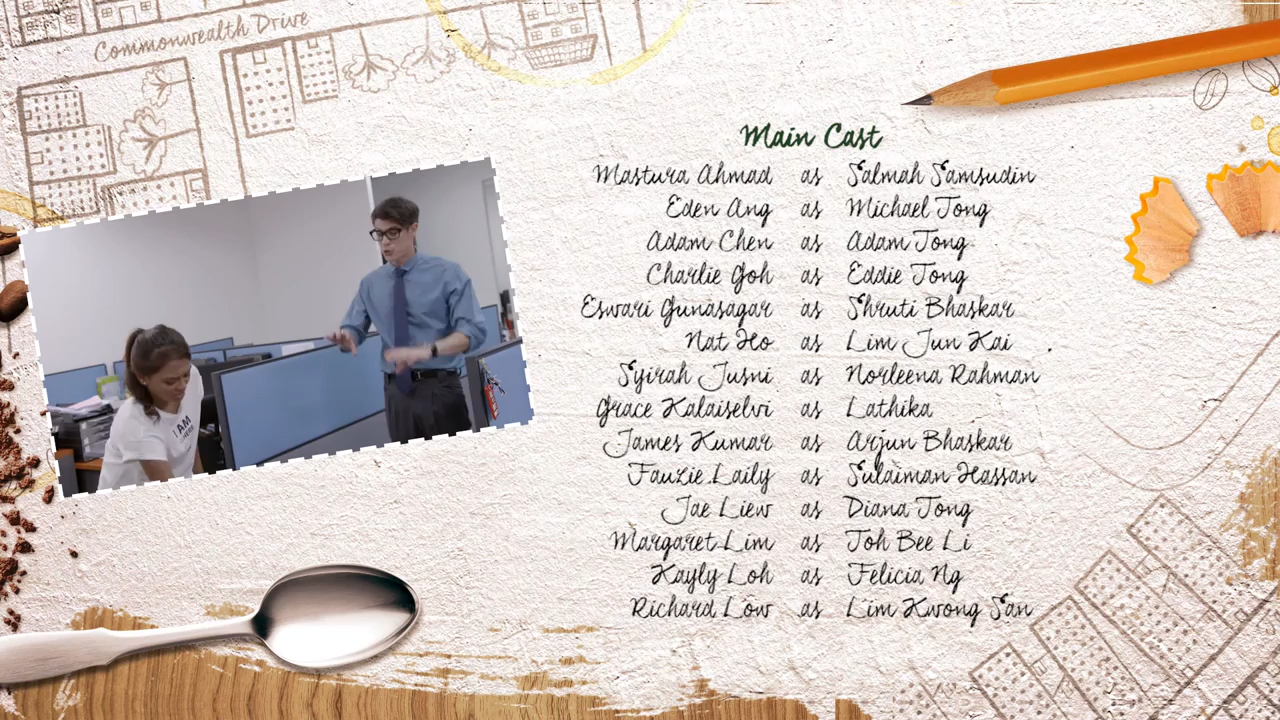 Commonwealth Drive
Main Cast
Mastura Ahmad as Salmah Samsudin
Eden Ang as Michael Tong
Adam Chen as Adam Tong
Charlie Goh as Eddie Tong
Eswari Gunasagar as Shruti Bhaskar
Nat Ho as Lim Jun Kai
Syirah Jusni as Norleena Rahman
Grace Kalaiselvi as Lathika
James Kumar as Arjun Bhaskar
Fauzie Laily as Sulaiman Hassan
Jae Liew as Diana Tong
Margaret Lim as Toh Bee Li
Kayly Loh as Felicia Ng
Richard Low as Lim Kwong San
I AM